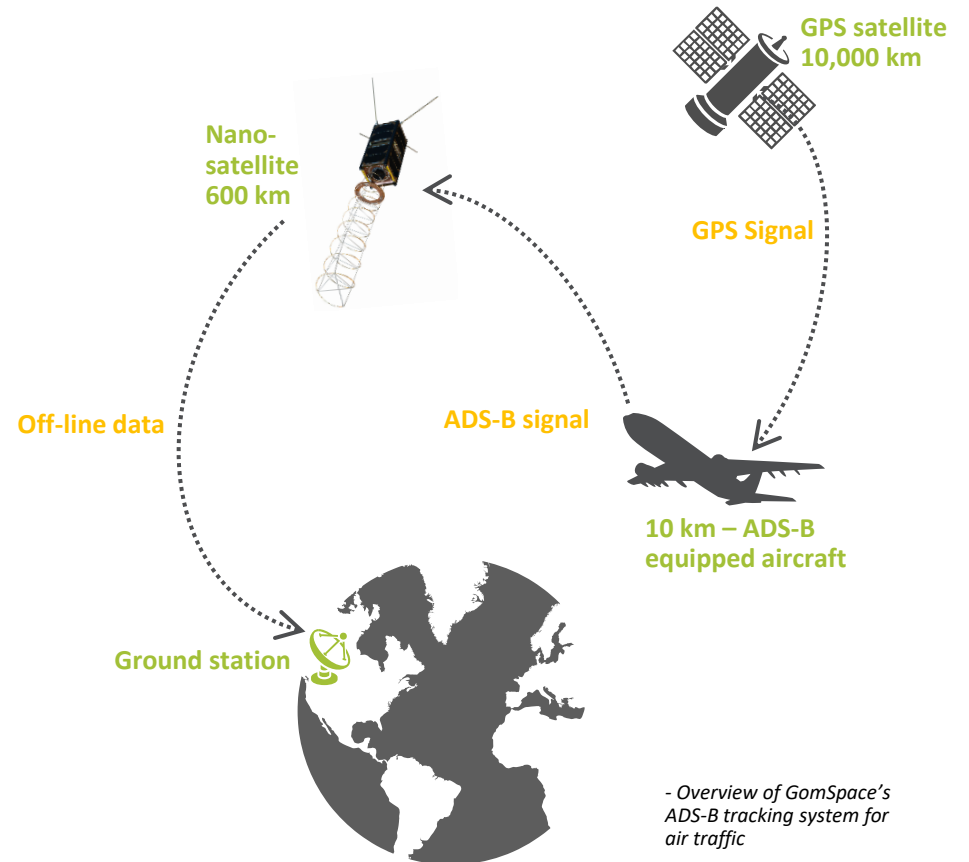 GPS satellite
10,000 km
Nano-
satellite
600 km
GPS Signal
Off-line data
ADS-B signal
10 km – ADS-B
equipped aircraft
Ground station
- Overview of GomSpace's
ADS-B tracking system for
air traffic